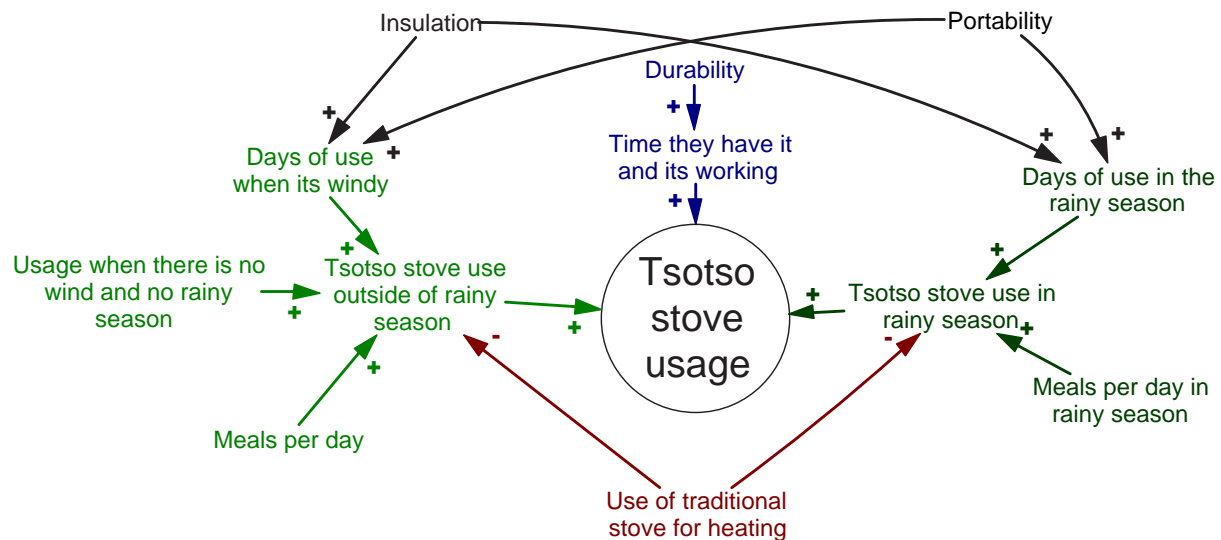 Insulation
Portability
Durability
+
+
+
+
+
Time they have it
and its working
Days of use
when its windy
Days of use in the
rainy season
+
+
+
Usage when there is no
wind and no rainy
season
+
Tsotso stove use
outside of rainy
season
+
Tsotso
stove
usage
+
Tsotso stove use in
rainy season
-
-
+
+
Meals per day
Meals per day in
rainy season
Use of traditional
stove for heating